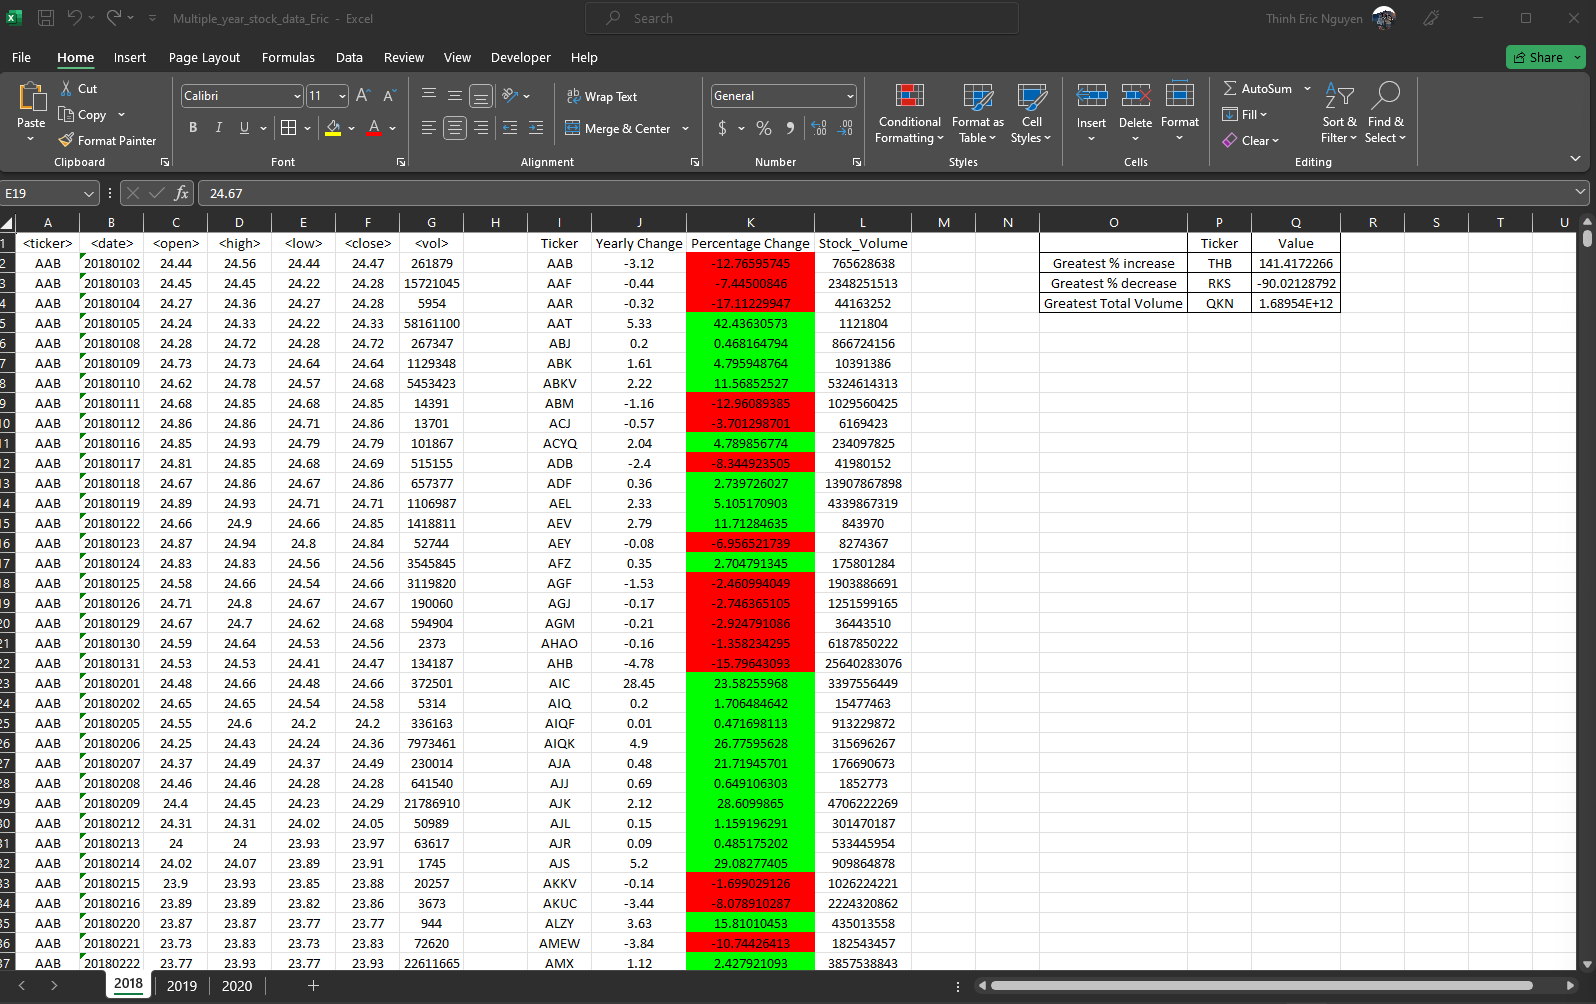 Multiple_year_stock_data_Eric - Excel Search Thinh Eric Nguyen
File Home Insert Page Layout Formulas Data Review View Developer Help Share
Paste Cut Copy Format Painter Clipboard
Calibri 11 B I U A Font
ab Wrap Text Merge & Center Alignment
General $ % Number
Conditional Formatting Format as Table Cell Styles Styles
Insert Delete Format Cells
AutoSum Fill Clear Sort & Filter Find & Select Editing
E19 fx 24.67
A B C D E F G H I J K L M N O P Q R S T U
1 <ticker> <date> <open> <high> <low> <close> <vol> Ticker Yearly Change Percentage Change Stock_Volume Ticker Value
2 AAB 20180102 24.44 24.56 24.44 24.47 261879 AAB -3.12 -12.76595745 765628638 Greatest % increase THB 141.4172266
3 AAB 20180103 24.45 24.45 24.22 24.28 15721045 AAF -0.44 -7.44500846 2348251513 Greatest % decrease RKS -90.02128792
4 AAB 20180104 24.27 24.36 24.27 24.28 5954 AAR -0.32 -17.11229947 44163252 Greatest Total Volume QKN 1.68954E+12
5 AAB 20180105 24.24 24.33 24.22 24.33 58161100 AAT 5.33 42.43630573 1121804
6 AAB 20180108 24.28 24.72 24.28 24.72 267347 ABJ 0.2 0.468164794 866724156
7 AAB 20180109 24.73 24.73 24.64 24.64 1129348 ABK 1.61 4.795948764 10391386
8 AAB 20180110 24.62 24.78 24.57 24.68 5453423 ABKV 2.22 11.56852527 5324614313
9 AAB 20180111 24.68 24.85 24.68 24.85 14391 ABM -1.16 -12.96089385 1029560425
10 AAB 20180112 24.86 24.86 24.71 24.86 13701 ACJ -0.57 -3.701298701 6169423
11 AAB 20180116 24.85 24.93 24.79 24.79 101867 ACYQ 2.04 4.789856774 234097825
12 AAB 20180117 24.81 24.85 24.68 24.69 515155 ADB -2.4 -8.344923505 41980152
13 AAB 20180118 24.67 24.86 24.67 24.86 657377 ADF 0.36 2.739726027 13907867898
14 AAB 20180119 24.89 24.93 24.71 24.71 1106987 AEL 2.33 5.105170903 4339867319
15 AAB 20180122 24.66 24.9 24.66 24.85 1418811 AEV 2.79 11.71284635 843970
16 AAB 20180123 24.87 24.94 24.8 24.84 52744 AEY -0.08 -6.956521739 8274367
17 AAB 20180124 24.83 24.83 24.56 24.56 3545845 AFZ 0.35 2.704791345 175801284
18 AAB 20180125 24.58 24.66 24.54 24.56 3119820 AGF -1.53 -2.460994049 1903886691
19 AAB 20180126 24.71 24.8 24.67 24.67 190060 AGJ -0.17 -2.746365105 1251599165
20 AAB 20180129 24.67 24.7 24.62 24.68 594904 AGM -0.21 -2.924791086 36443510
21 AAB 20180130 24.59 24.64 24.53 24.56 2373 AHAO -0.16 -1.358234295 6187850222
22 AAB 20180131 24.53 24.53 24.41 24.47 134187 AHB -4.78 -15.79643093 25640283076
23 AAB 20180201 24.48 24.66 24.48 24.66 372501 AIC 28.45 23.58255968 3397556449
24 AAB 20180202 24.65 24.65 24.54 24.58 5314 AIQ 0.2 1.706484642 15477463
25 AAB 20180205 24.55 24.6 24.2 24.2 336163 AIQF 0.01 0.471698113 913229872
26 AAB 20180206 24.25 24.43 24.24 24.36 7973461 AIQK 4.9 26.77595628 315696267
27 AAB 20180207 24.37 24.49 24.37 24.49 230014 AJA 0.48 21.71945701 176690673
28 AAB 20180208 24.46 24.46 24.28 24.28 641540 AJJ 0.69 0.649106303 1852773
29 AAB 20180209 24.4 24.45 24.23 24.29 21786910 AJK 2.12 28.6099865 4706222269
30 AAB 20180212 24.31 24.31 24.02 24.05 50989 AJL 0.15 1.159196291 301470187
31 AAB 20180213 24 24 23.93 23.97 63617 AJR 0.09 0.485175202 533445954
32 AAB 20180214 24.02 24.07 23.89 23.91 1745 AJS 5.2 29.08277405 909864878
33 AAB 20180215 23.9 23.93 23.85 23.88 20257 AKKV -0.14 -1.699029126 1026224221
34 AAB 20180216 23.89 23.89 23.82 23.86 3673 AKUC -3.44 -8.078910287 2224320862
35 AAB 20180220 23.87 23.87 23.77 23.77 944 ALZY 3.63 15.81010453 435013558
36 AAB 20180221 23.73 23.83 23.73 23.83 72620 AMEW -3.84 -10.74426413 182543457
37 AAB 20180222 23.77 23.93 23.77 23.93 22611665 AMX 1.12 2.427921093 3857538843
2018 2019 2020